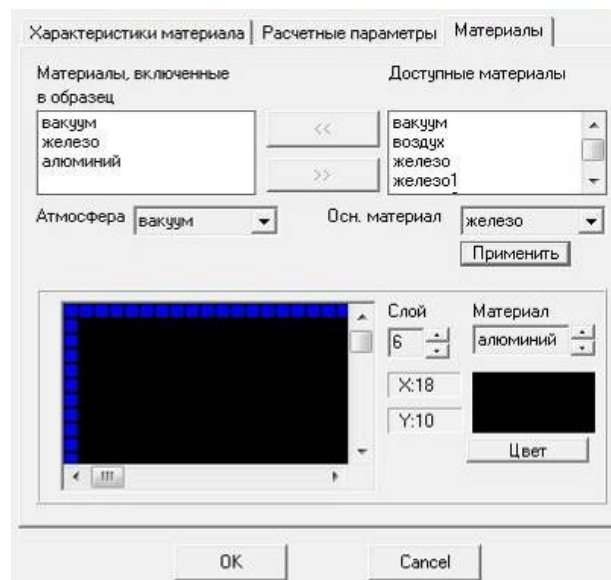 Характеристики материала
Расчетные параметры
Материалы
Материалы, включенные
в образец
Доступные материалы
вакуум
железо
алюминий
<<
>>
вакуум
воздух
железо
железо1
Атмосфера
вакуум
Осн. материал
железо
Применить
Слой
Материал
6
алюминий
X:18
Y:10
Цвет
OK
Cancel